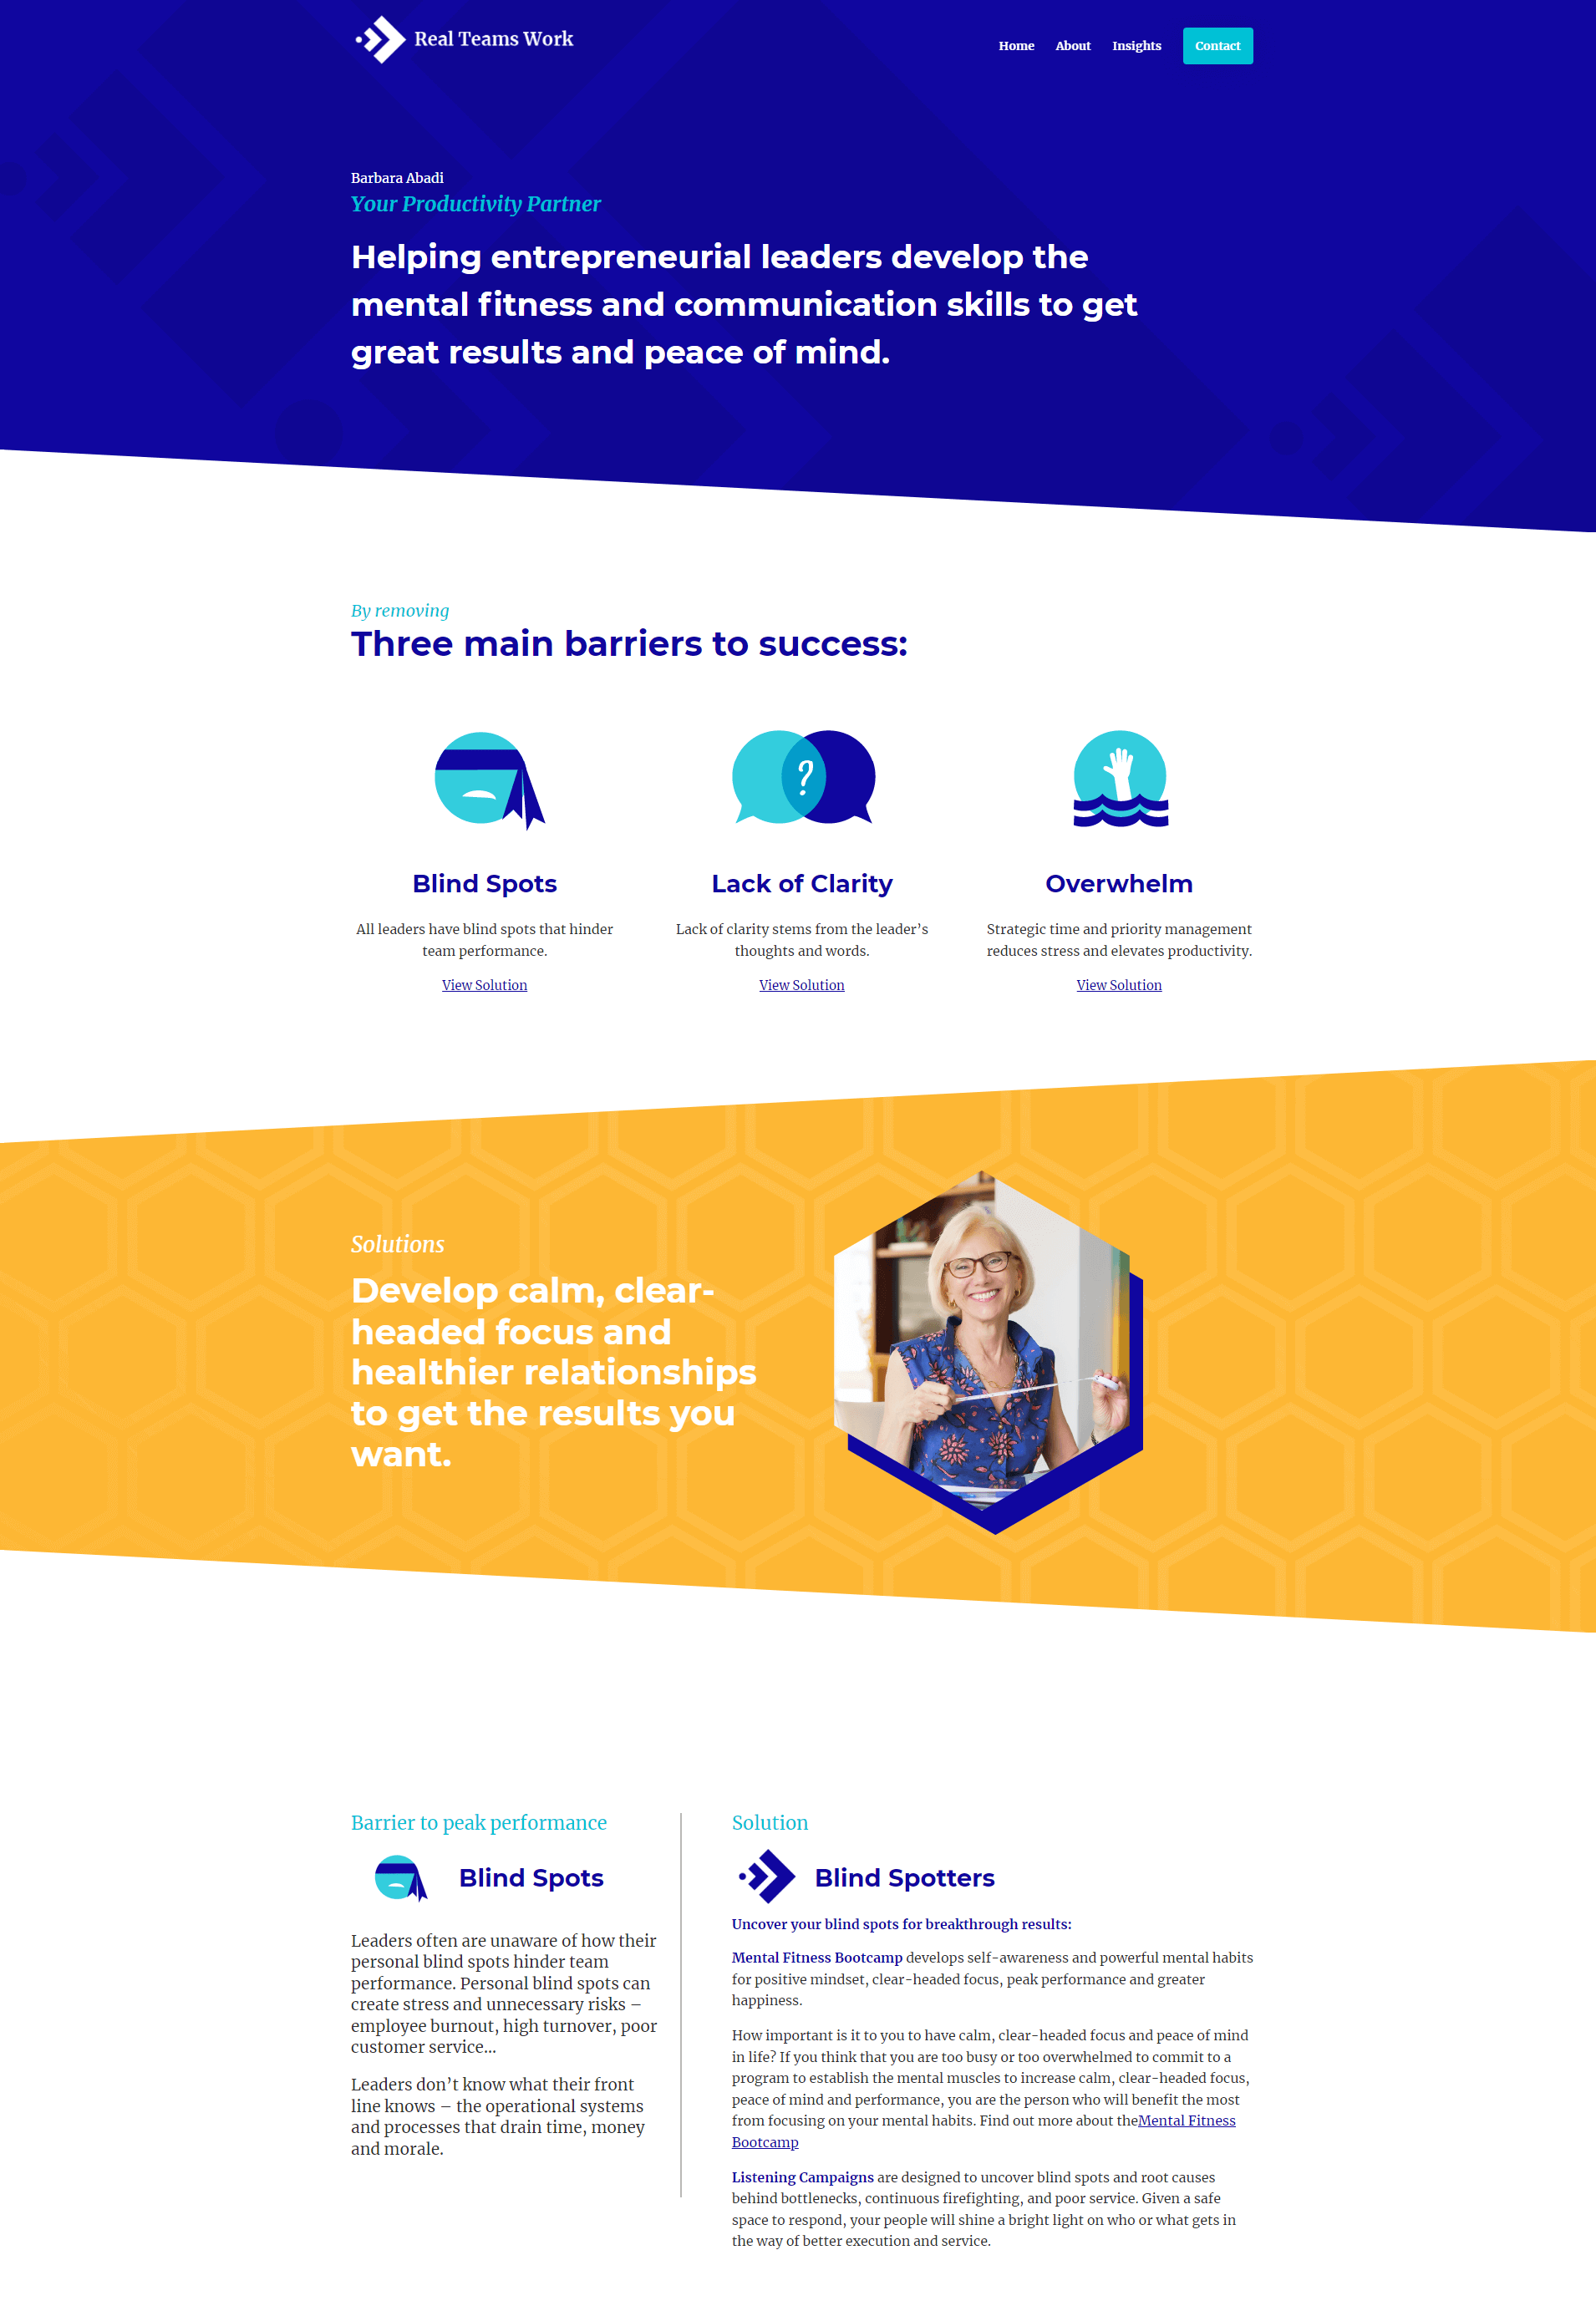 Real Teams Work
Home About Insights Contact
Barbara Abadi
Your Productivity Partner
Helping entrepreneurial leaders develop the
mental fitness and communication skills to get
great results and peace of mind.
By removing
Three main barriers to success:
?
Blind Spots
All leaders have blind spots that hinder
team performance.
View Solution
Lack of Clarity
Lack of clarity stems from the leader’s
thoughts and words.
View Solution
Overwhelm
Strategic time and priority management
reduces stress and elevates productivity.
View Solution
Solutions
Develop calm, clear-
headed focus and
healthier relationships
to get the results you
want.
Barrier to peak performance
Blind Spots
Leaders often are unaware of how their
personal blind spots hinder team
performance. Personal blind spots can
create stress and unnecessary risks –
employee burnout, high turnover, poor
customer service…
Leaders don’t know what their front
line knows – the operational systems
and processes that drain time, money
and morale.
Solution
Blind Spotters
Uncover your blind spots for breakthrough results:
Mental Fitness Bootcamp develops self-awareness and powerful mental habits
for positive mindset, clear-headed focus, peak performance and greater
happiness.
How important is it to you to have calm, clear-headed focus and peace of mind
in life? If you think that you are too busy or too overwhelmed to commit to a
program to establish the mental muscles to increase calm, clear-headed focus,
peace of mind and performance, you are the person who will benefit the most
from focusing on your mental habits. Find out more about theMental Fitness
Bootcamp
Listening Campaigns are designed to uncover blind spots and root causes
behind bottlenecks, continuous firefighting, and poor service. Given a safe
space to respond, your people will shine a bright light on who or what gets in
the way of better execution and service.